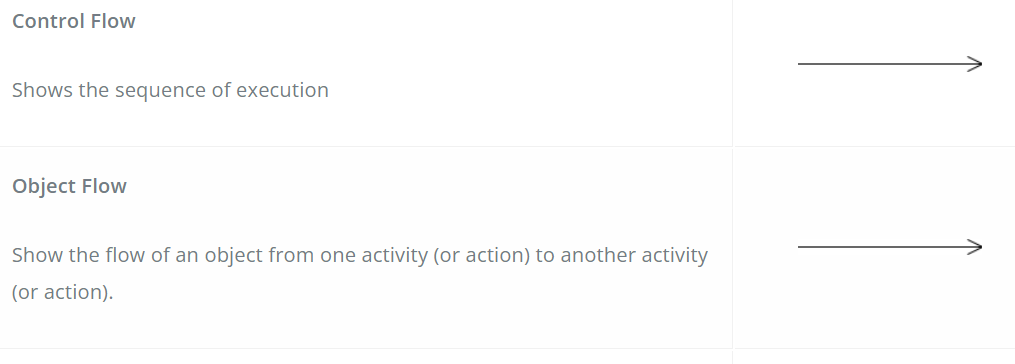 Control Flow
Shows the sequence of execution
Object Flow
Show the flow of an object from one activity (or action) to another activity
(or action).